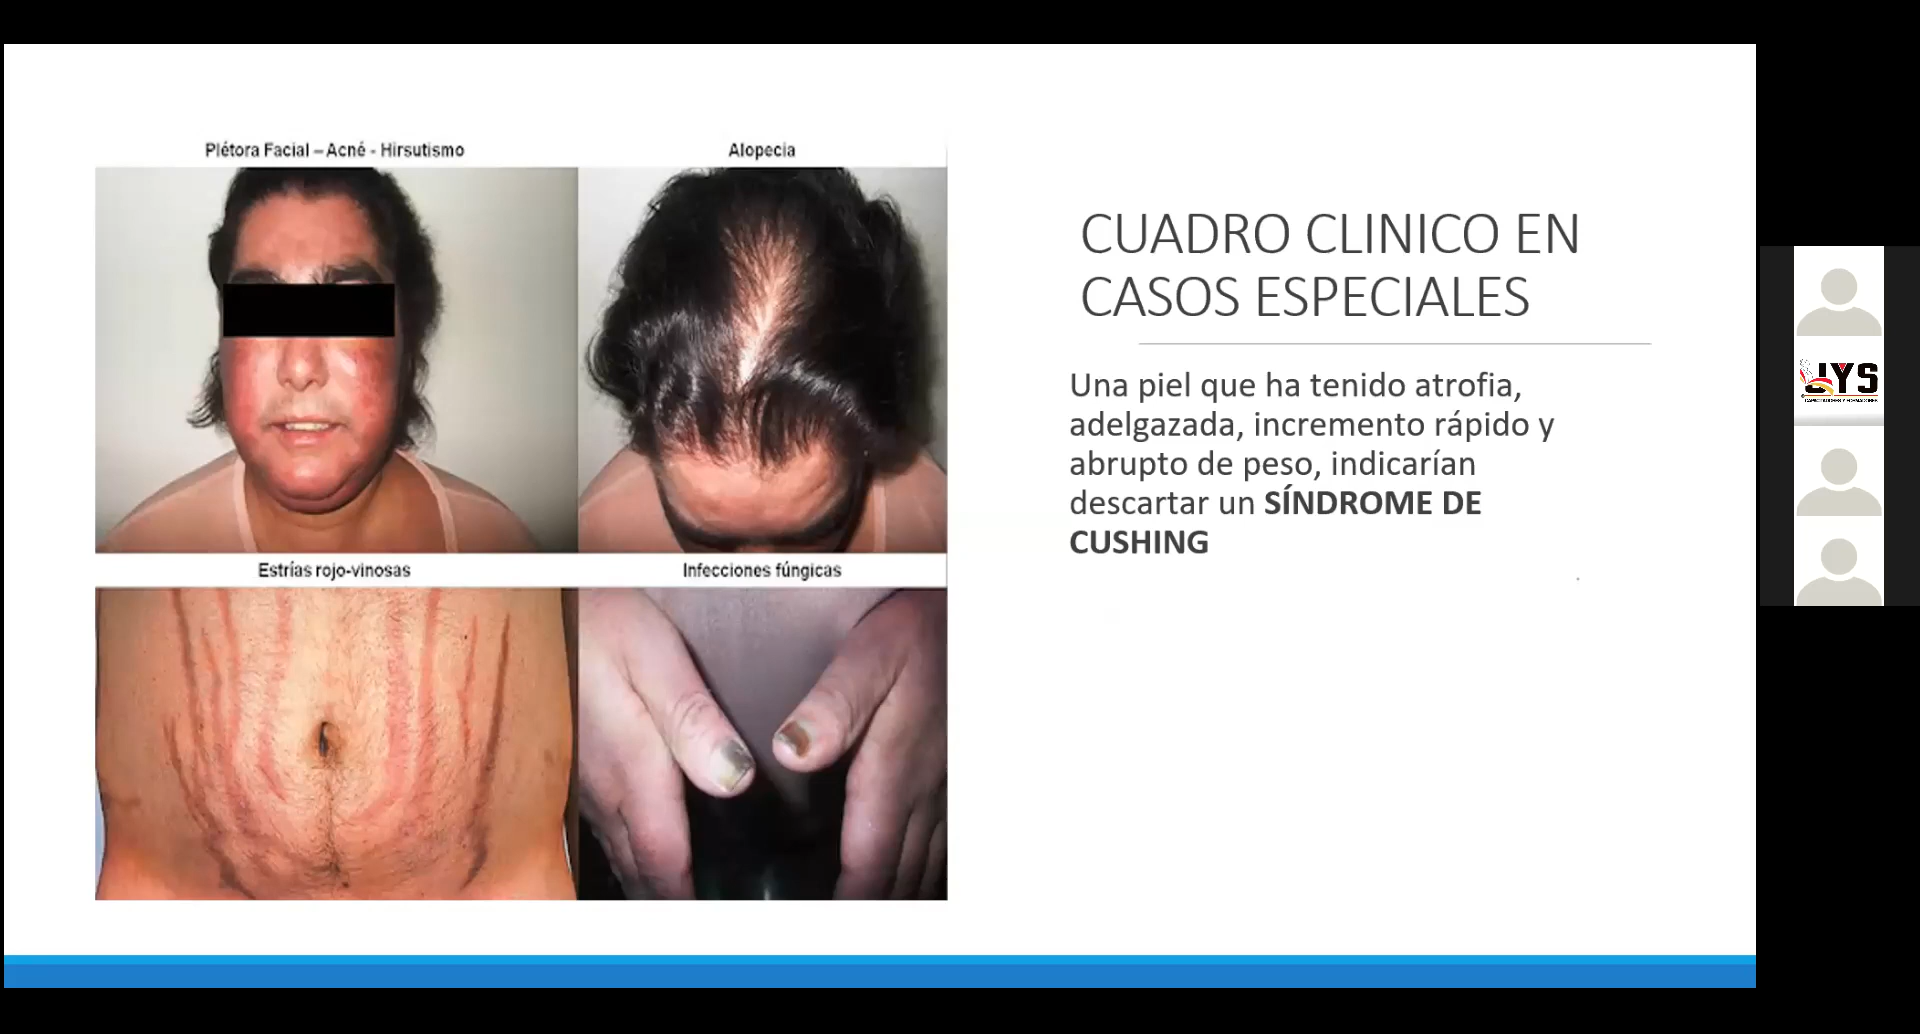 Plétora Facial – Acné - Hirsutismo
Alopecia
Estrías rojo-vinosas
Infecciones fúngicas
CUADRO CLINICO EN
CASOS ESPECIALES
Una piel que ha tenido atrofia,
adelgazada, incremento rápido y
abrupto de peso, indicarían
descartar un SÍNDROME DE
CUSHING
JYS